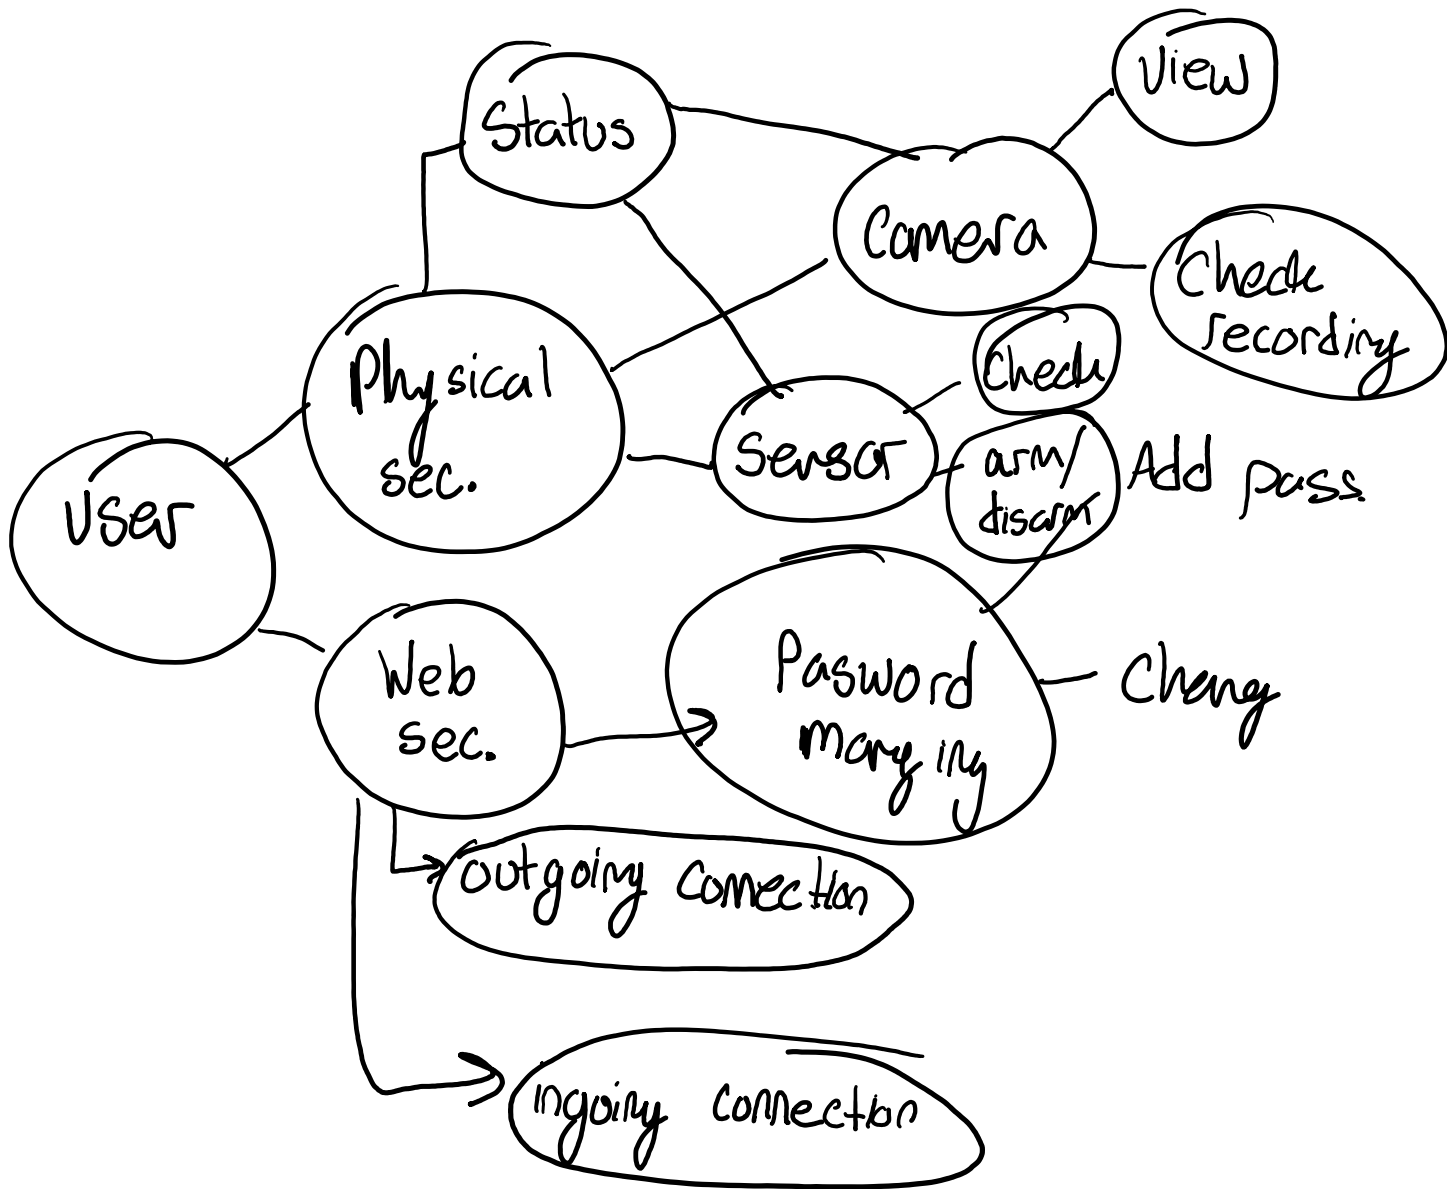 View
Status
Camera
Check
recording
Physical
sec.
Check
Sensor
arm/
disarm
Add pass
User
Web
sec.
Pasword
manging
Chang
outgoing connection
ingoing connection